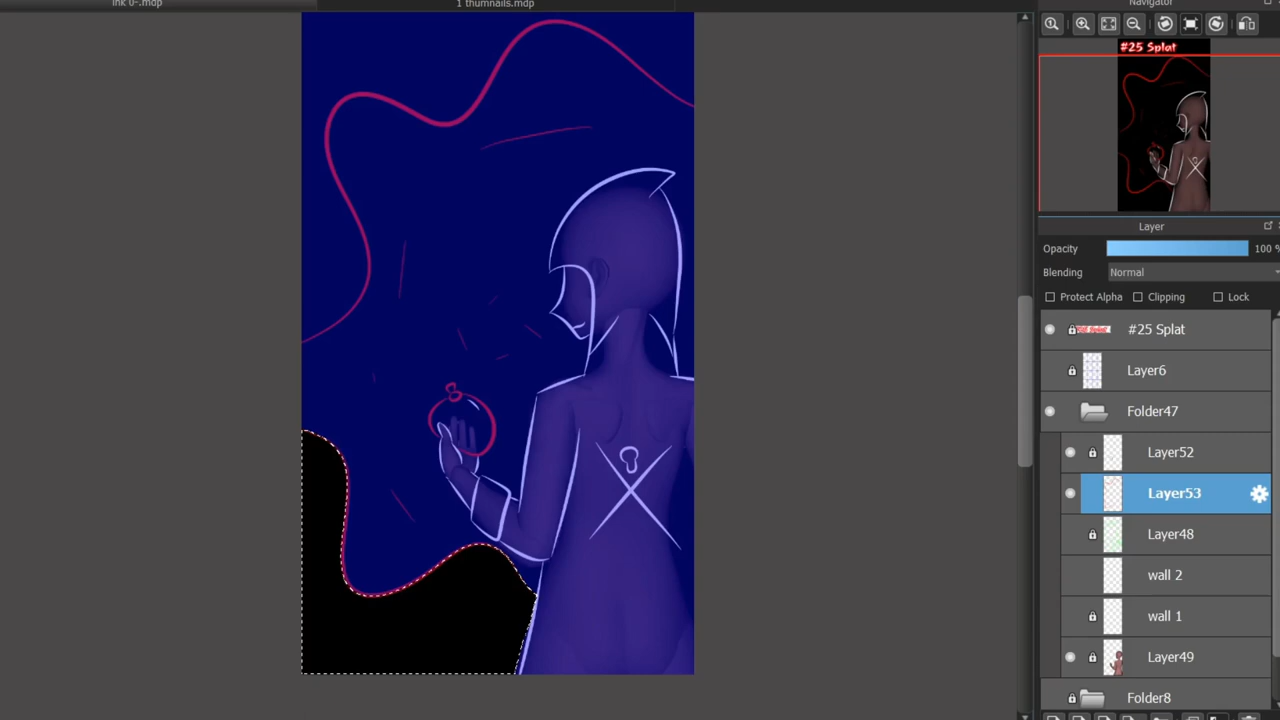 ink 0-.mdp
1 thumnails.mdp
Navigator
#25 Splat
Layer
Opacity
100 %
Blending
Normal
Protect Alpha
Clipping
Lock
#25 Splat
Layer6
Folder47
Layer52
Layer53
Layer48
wall 2
wall 1
Layer49
Folder8